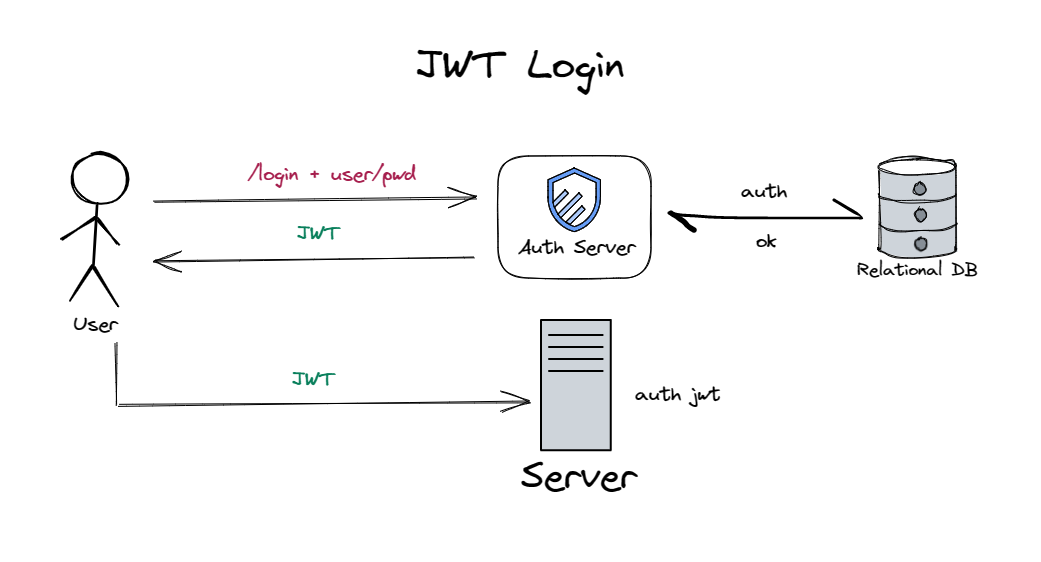 JWT Login
/login + user/pwd
JWT
Auth Server
auth
ok
Relational DB
User
JWT
auth jwt
Server